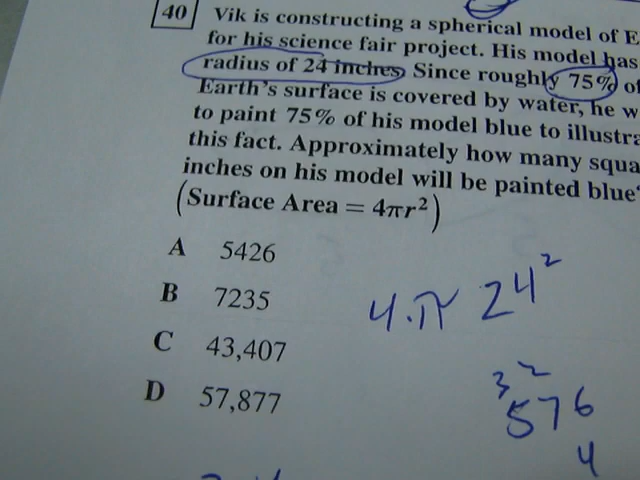 40 Vik is constructing a spherical model of E
for his science fair project. His model has
radius of 24 inches. Since roughly 75% of
Earth's surface is covered by water, he w
to paint 75% of his model blue to illustra
this fact. Approximately how many squa
inches on his model will be painted blue
(Surface Area = 4πr²)
A 5426
B 7235
C 43,407
D 57,877
4·π 24²
32
576
4